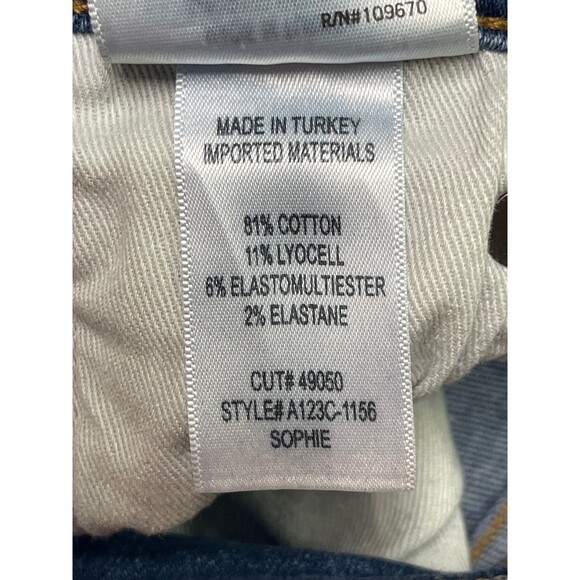 R/N#109670
MADE IN TURKEY
IMPORTED MATERIALS
81% COTTON
11% LYOCELL
6% ELASTOMULTIESTER
2% ELASTANE
CUT# 49050
STYLE# A123C-1156
SOPHIE